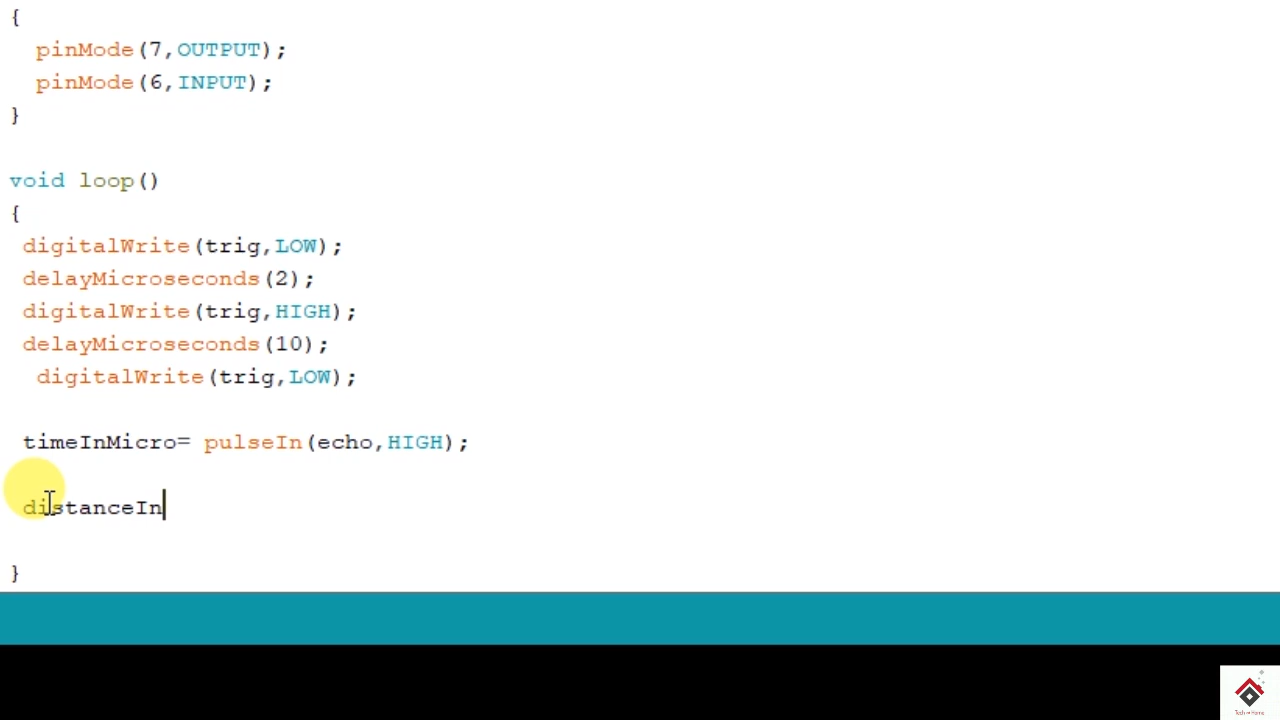 {
pinMode(7,OUTPUT);
pinMode(6,INPUT);
}
void loop()
{
digitalWrite(trig,LOW);
delayMicroseconds(2);
digitalWrite(trig,HIGH);
delayMicroseconds(10);
digitalWrite(trig,LOW);
timeInMicro= pulseIn(echo,HIGH);
distanceIn
}